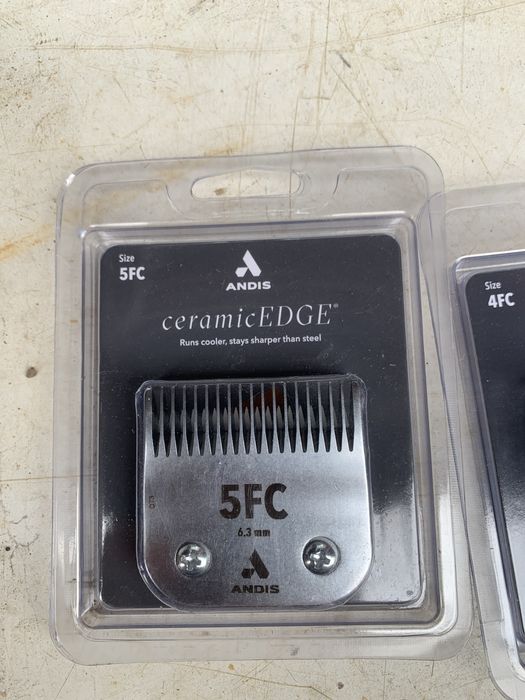 Size
5FC
ANDIS
ceramicEDGE®
Runs cooler, stays sharper than steel
5FC
6.3 mm
ANDIS
Size
4FC